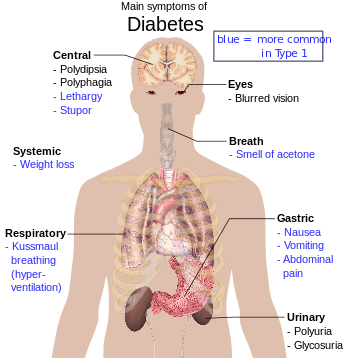 Main symptoms of
Diabetes
blue = more common
in Type 1
Central
- Polydipsia
- Polyphagia
- Lethargy
- Stupor
Eyes
- Blurred vision
Breath
- Smell of acetone
Systemic
- Weight loss
Respiratory
- Kussmaul
breathing
(hyper-
ventilation)
Gastric
- Nausea
- Vomiting
- Abdominal
pain
Urinary
- Polyuria
- Glycosuria